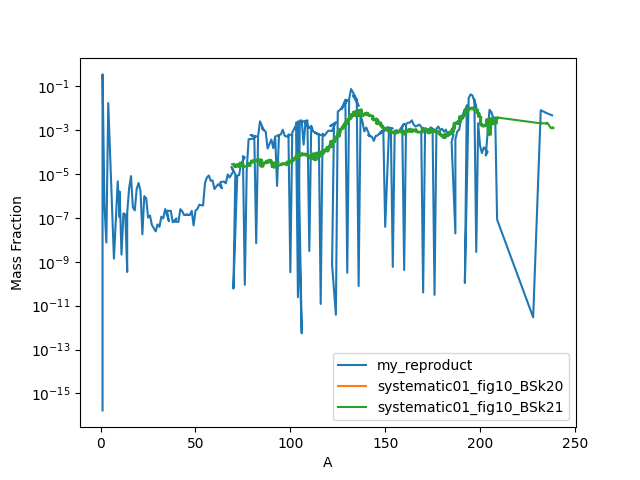 Mass Fraction
10⁻¹
10⁻³
10⁻⁵
10⁻⁷
10⁻⁹
10⁻¹¹
10⁻¹³
10⁻¹⁵
my_reproduct
systematic01_fig10_BSk20
systematic01_fig10_BSk21
0 50 100 150 200 250
A